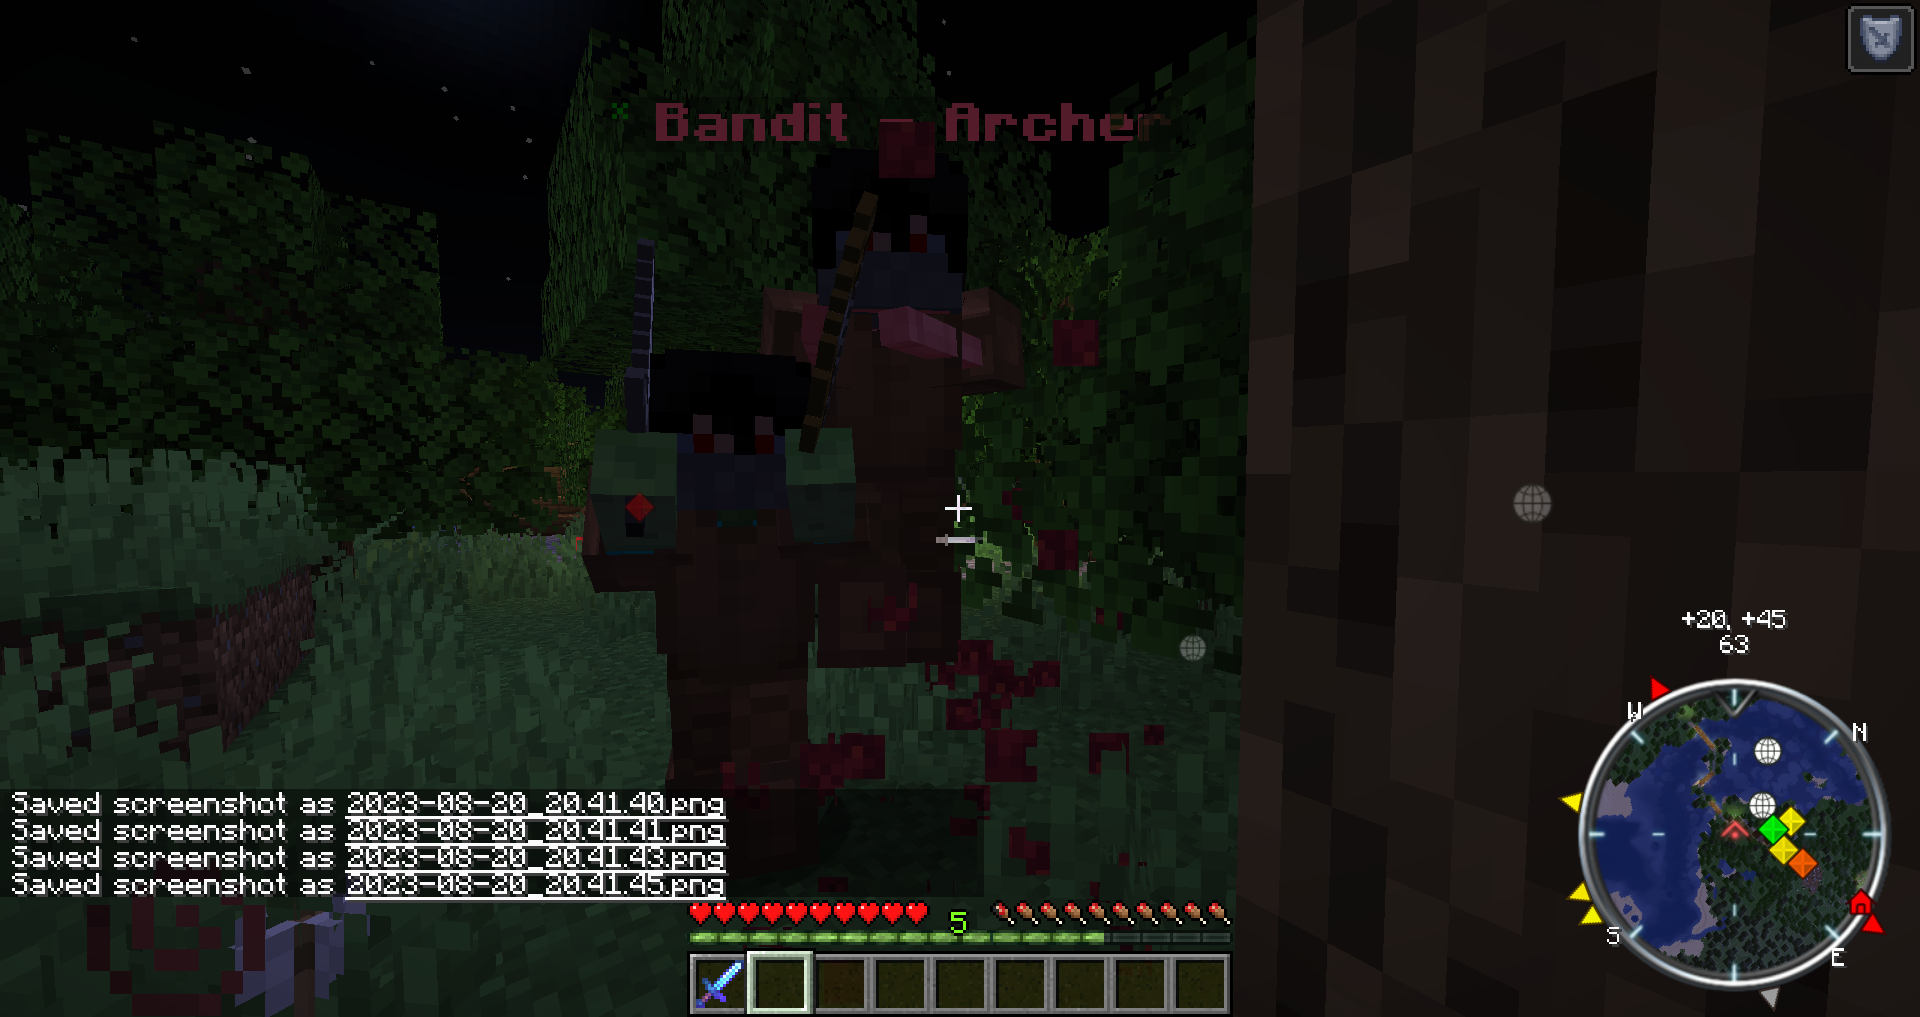 Bandit - Archer
+20, +45
63
W
N
S
E
Saved screenshot as 2023-08-20_20.41.40.png
Saved screenshot as 2023-08-20_20.41.41.png
Saved screenshot as 2023-08-20_20.41.43.png
Saved screenshot as 2023-08-20_20.41.45.png
5